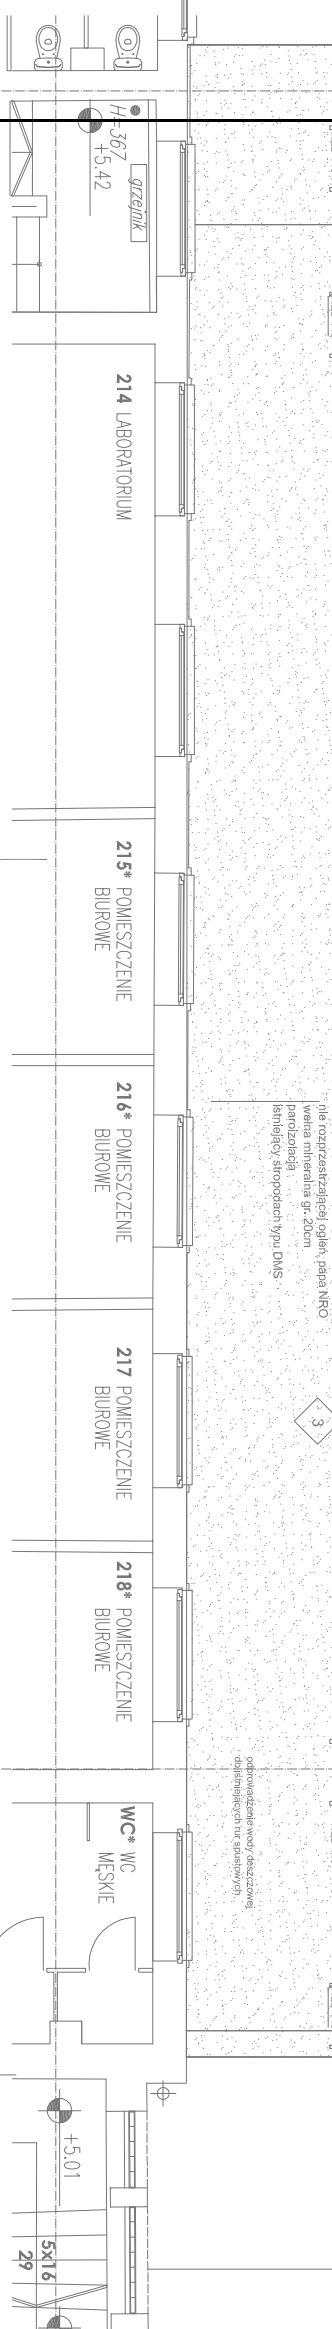 grzejnik
H=367
+5.42
214 LABORATORIUM
215* POMIESZCZENIE
BIUROWE
216* POMIESZCZENIE
BIUROWE
217 POMIESZCZENIE
BIUROWE
218* POMIESZCZENIE
BIUROWE
WC* WC
MĘSKIE
nie rozprzestrzającej ogień, papa NRO
wełna mineralna gr. 20cm
paroizolacja
istniejący stropodach typu DMS
3
odprowadzenie wody deszczowej
do istniejących rur spustowych
+5.01
5x16
29